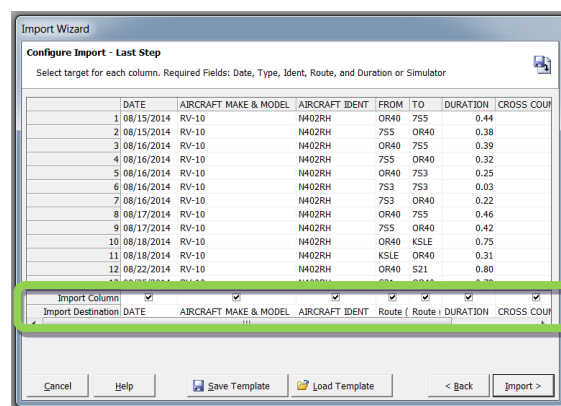 Import Wizard
Configure Import - Last Step
Select target for each column. Required Fields: Date, Type, Ident, Route, and Duration or Simulator
DATE AIRCRAFT MAKE & MODEL AIRCRAFT IDENT FROM TO DURATION CROSS COUN
1 08/15/2014 RV-10 N402RH OR40 7S5 0.44
2 08/15/2014 RV-10 N402RH 7S5 OR40 0.38
3 08/16/2014 RV-10 N402RH OR40 7S5 0.39
4 08/16/2014 RV-10 N402RH 7S5 OR40 0.32
5 08/16/2014 RV-10 N402RH OR40 7S3 0.25
6 08/16/2014 RV-10 N402RH 7S3 7S3 0.03
7 08/16/2014 RV-10 N402RH 7S3 OR40 0.22
8 08/17/2014 RV-10 N402RH OR40 7S5 0.46
9 08/17/2014 RV-10 N402RH 7S5 OR40 0.42
10 08/18/2014 RV-10 N402RH OR40 KSLE 0.75
11 08/18/2014 RV-10 N402RH KSLE OR40 0.31
12 08/22/2014 RV-10 N402RH OR40 S21 0.80
Import Column
Import Destination DATE AIRCRAFT MAKE & MODEL AIRCRAFT IDENT Route ( Route ( DURATION CROSS COUN
Cancel Help Save Template Load Template < Back Import >